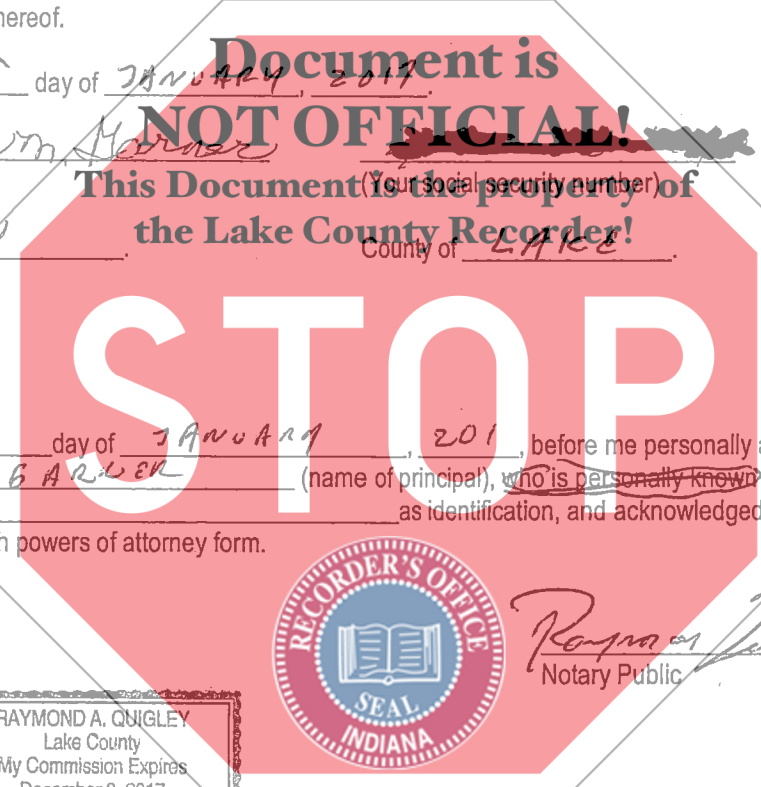 hereof.
Document is
day of JANUARY, 2017.
NOT OFFICIAL!
This Document is the property of
(Your social security number)
the Lake County Recorder!
County of LAKE.
STOP
day of JANUARY, 201, before me personally a
GARNER (name of principal), who is personally known
as identification, and acknowledged
h powers of attorney form.
RECORDER'S OFFICE
SEAL
INDIANA
Notary Public
RAYMOND A. QUIGLEY
Lake County
My Commission Expires